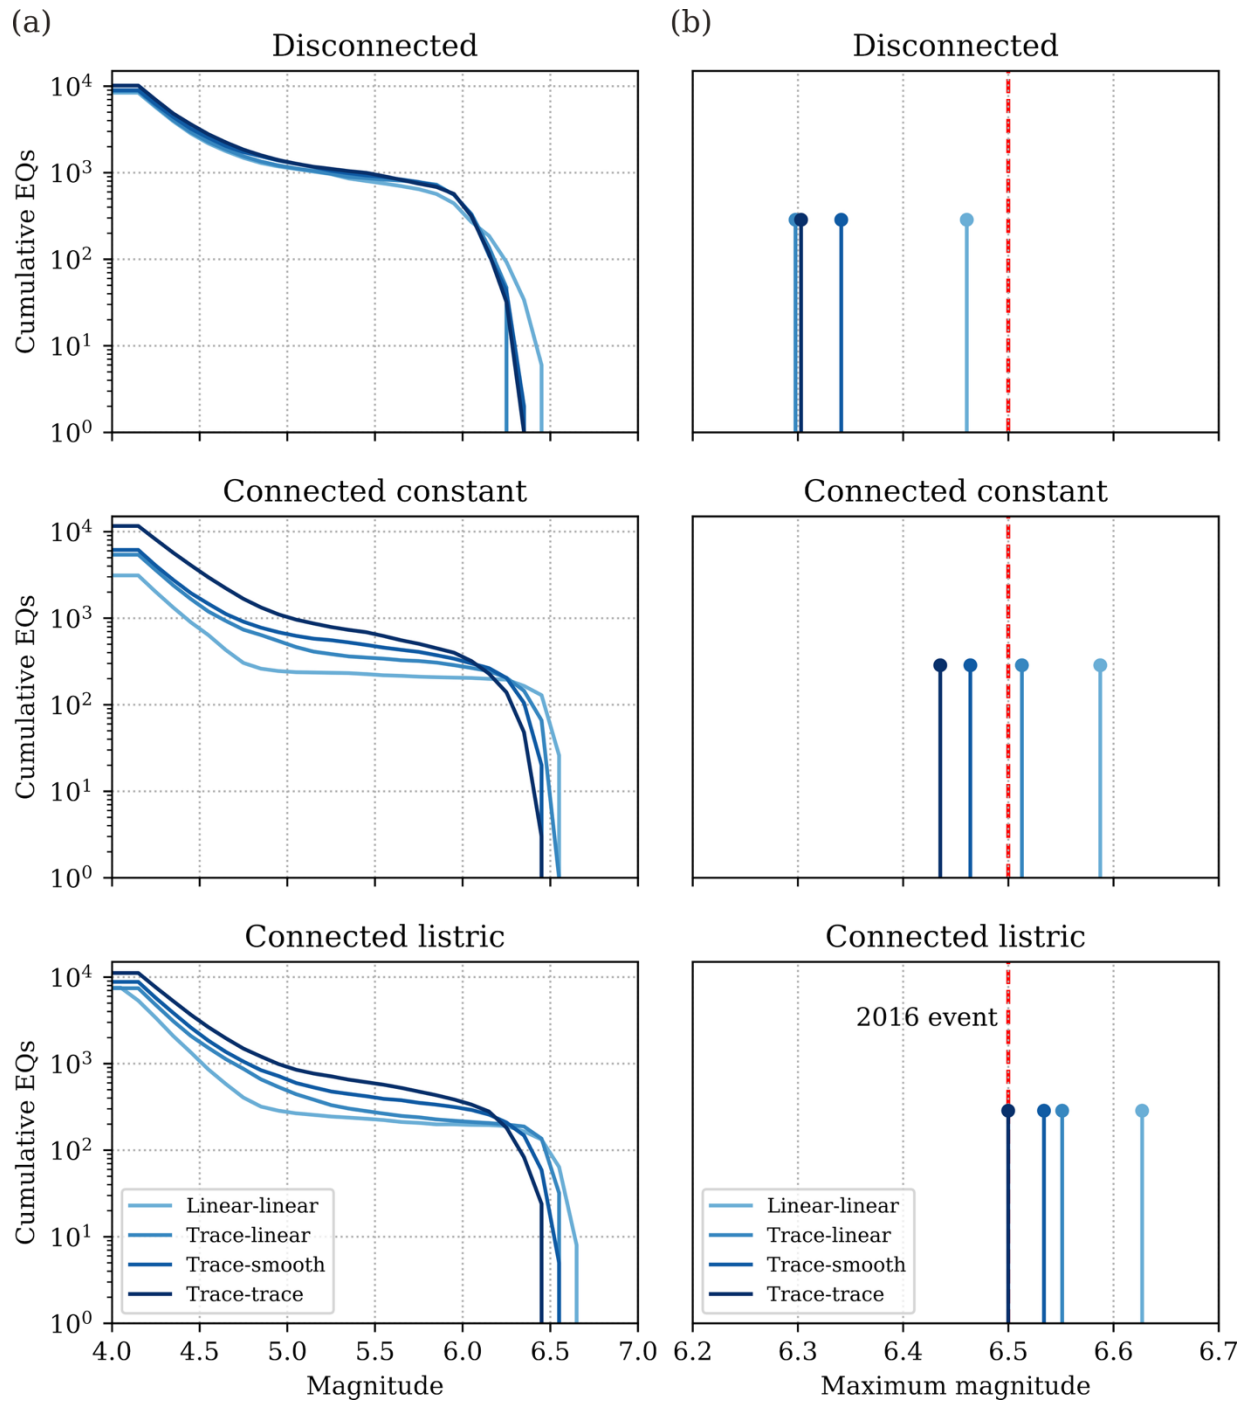 (a)
Disconnected
Cumulative EQs
10^4
10^3
10^2
10^1
10^0
Connected constant
Cumulative EQs
10^4
10^3
10^2
10^1
10^0
Connected listric
Cumulative EQs
10^4
10^3
10^2
10^1
10^0
Linear-linear
Trace-linear
Trace-smooth
Trace-trace
4.0 4.5 5.0 5.5 6.0 6.5 7.0
Magnitude
(b)
Disconnected
Connected constant
Connected listric
2016 event
Linear-linear
Trace-linear
Trace-smooth
Trace-trace
6.2 6.3 6.4 6.5 6.6 6.7
Maximum magnitude